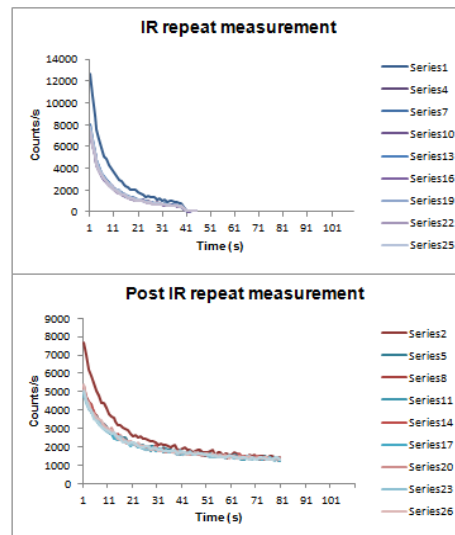 IR repeat measurement
14000
12000
10000
8000
6000
4000
2000
0
Counts/s
1 11 21 31 41 51 61 71 81 91 101
Time (s)
Series1
Series4
Series7
Series10
Series13
Series16
Series19
Series22
Series25
Post IR repeat measurement
9000
8000
7000
6000
5000
4000
3000
2000
1000
0
Counts/s
1 11 21 31 41 51 61 71 81 91 101
Time (s)
Series2
Series5
Series8
Series11
Series14
Series17
Series20
Series23
Series26